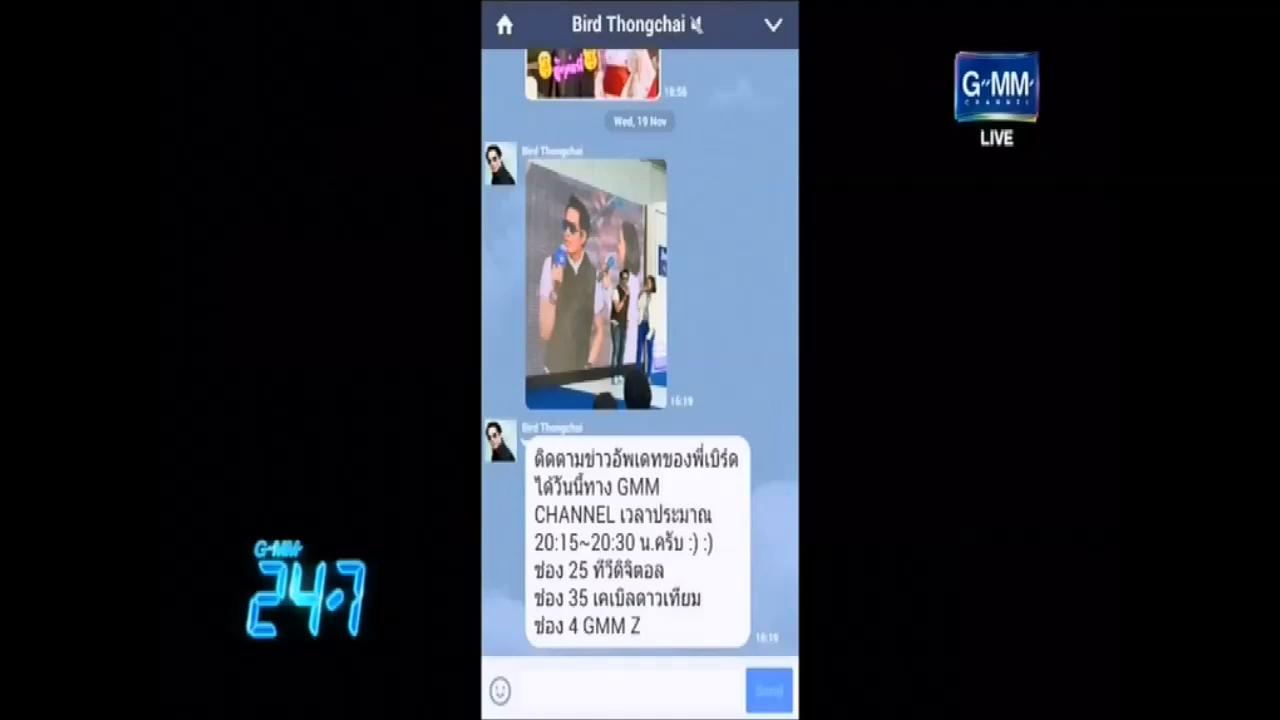 Bird Thongchai
18:56
Wed, 19 Nov
Bird Thongchai
16:19
Bird Thongchai
ติดตามข่าวอัพเดทของพี่เบิร์ด
ได้วันนี้ทาง GMM
CHANNEL เวลาประมาณ
20:15~20:30 น.ครับ :) :)
ช่อง 25 ทีวีดิจิตอล
ช่อง 35 เคเบิลดาวเทียม
ช่อง 4 GMM Z
16:19
Send
G"MM'
CHANNEL
LIVE
G"MM'
24-7